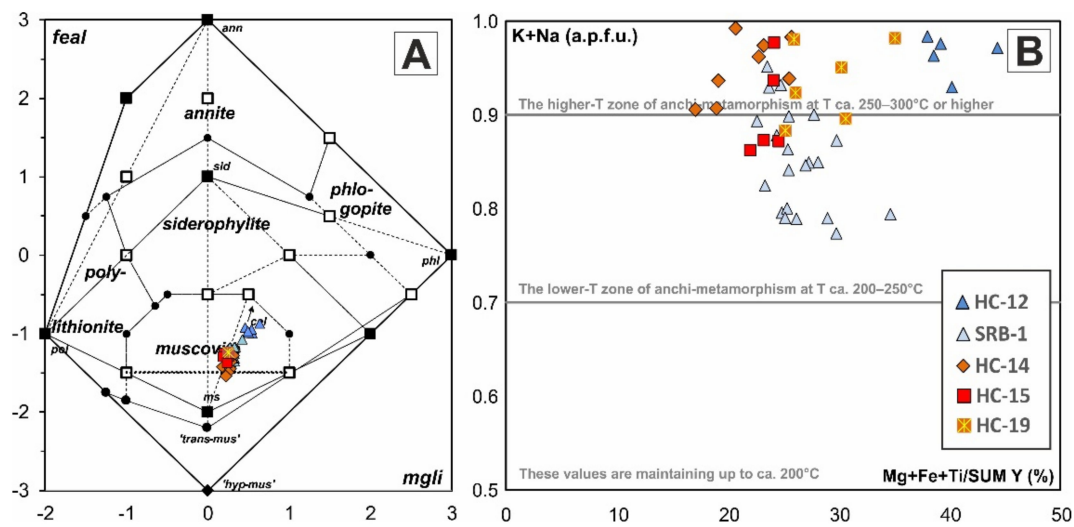 3
2
1
0
-1
-2
-3
-2
-1
0
1
2
3
feal
A
ann
annite
sid
phlo-
gopite
siderophylite
phl
poly-
lithionite
pol
cel
muscovi
ms
'trans-mus'
'hyp-mus'
mgli
1.0
0.9
0.8
0.7
0.6
0.5
0
10
20
30
40
50
K+Na (a.p.f.u.)
B
The higher-T zone of anchi-metamorphism at T ca. 250–300°C or higher
The lower-T zone of anchi-metamorphism at T ca. 200–250°C
HC-12
SRB-1
HC-14
HC-15
HC-19
These values are maintaining up to ca. 200°C
Mg+Fe+Ti/SUM Y (%)